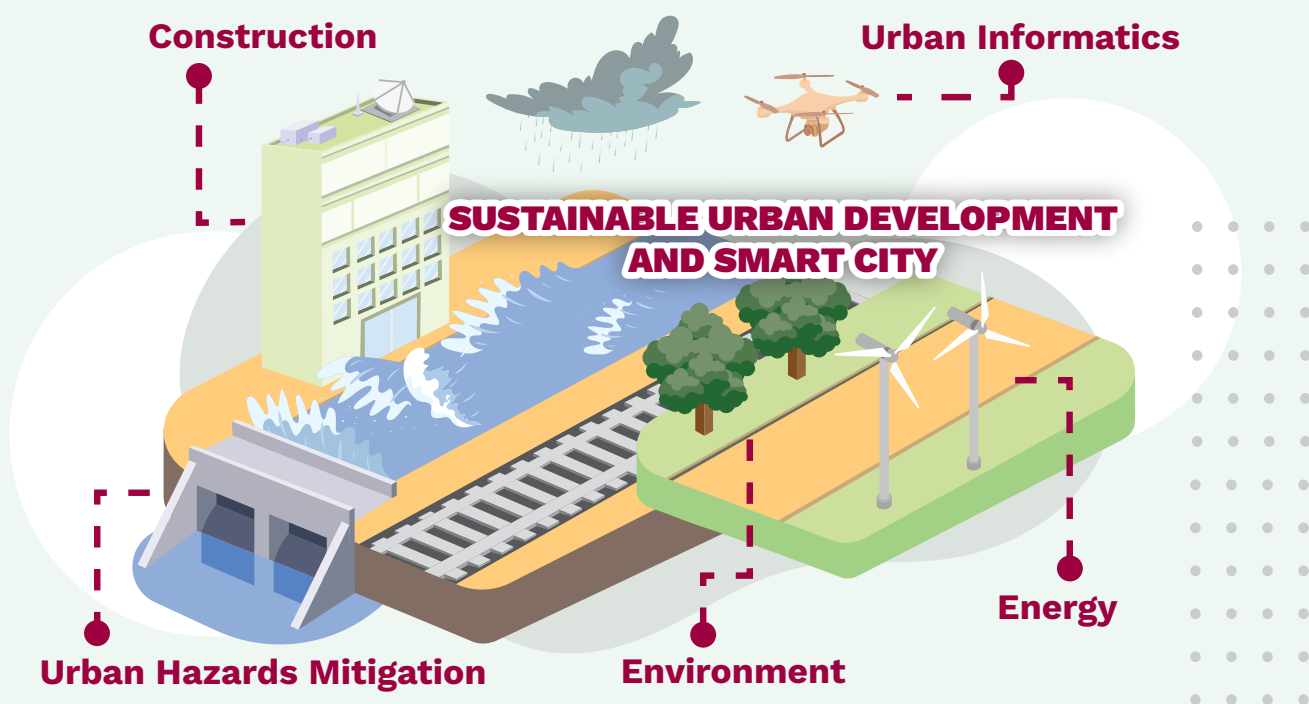 Construction
Urban Informatics
SUSTAINABLE URBAN DEVELOPMENT
AND SMART CITY
Energy
Urban Hazards Mitigation
Environment